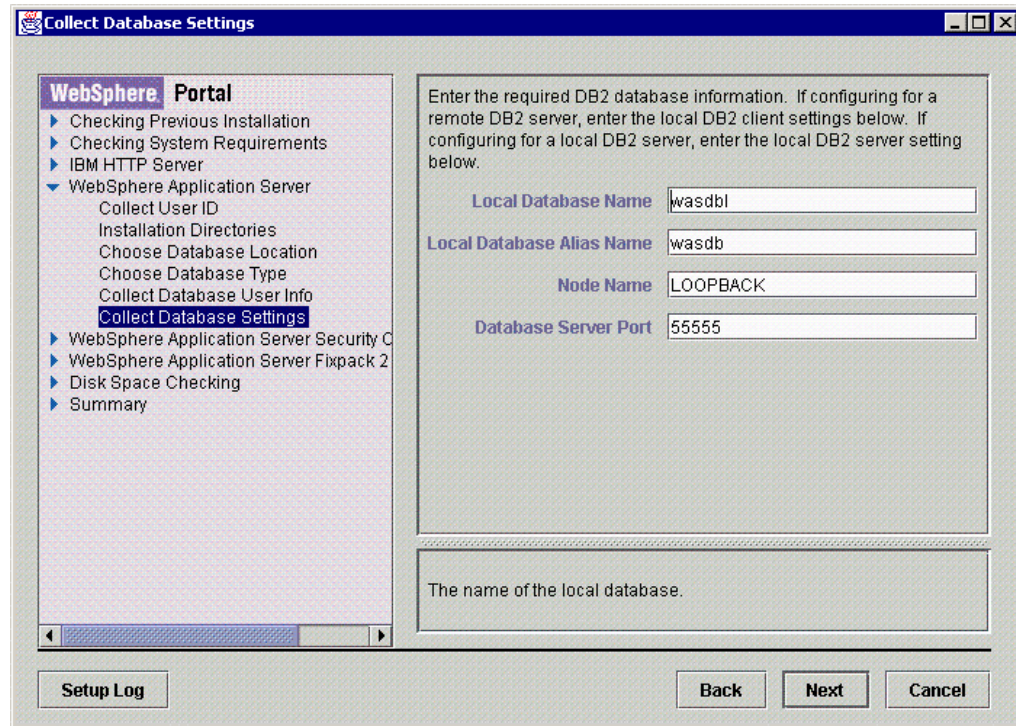 Collect Database Settings
WebSphere Portal
Checking Previous Installation
Checking System Requirements
IBM HTTP Server
WebSphere Application Server
Collect User ID
Installation Directories
Choose Database Location
Choose Database Type
Collect Database User Info
Collect Database Settings
WebSphere Application Server Security C
WebSphere Application Server Fixpack 2
Disk Space Checking
Summary
Enter the required DB2 database information. If configuring for a
remote DB2 server, enter the local DB2 client settings below. If
configuring for a local DB2 server, enter the local DB2 server setting
below.
Local Database Name wasdbl
Local Database Alias Name wasdb
Node Name LOOPBACK
Database Server Port 55555
The name of the local database.
Setup Log
Back Next Cancel